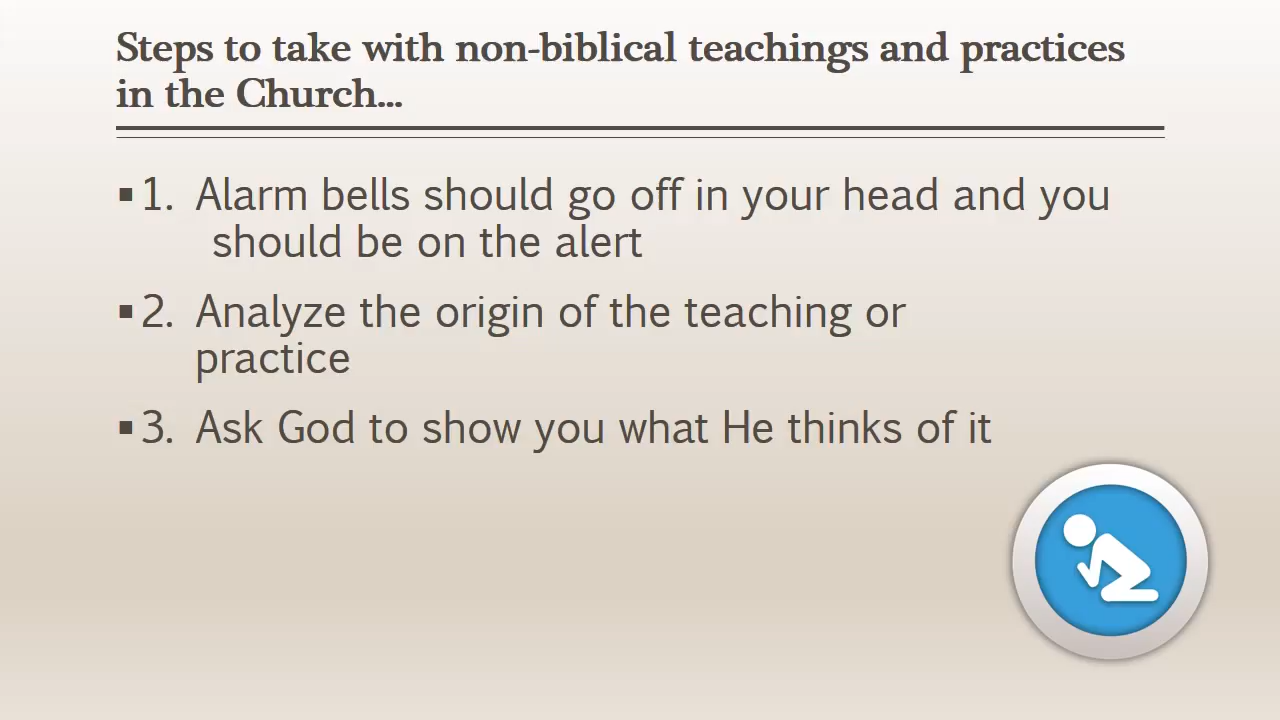 Steps to take with non-biblical teachings and practices
in the Church...
▪ 1. Alarm bells should go off in your head and you
should be on the alert
▪ 2. Analyze the origin of the teaching or
practice
▪ 3. Ask God to show you what He thinks of it